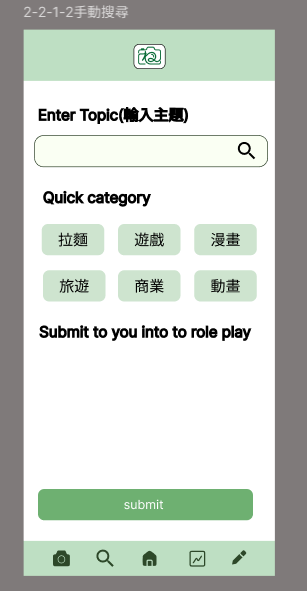 2-2-1-2手動搜尋
Enter Topic(輸入主題)
Quick category
拉麵 遊戲 漫畫
旅遊 商業 動畫
Submit to you into to role play
submit